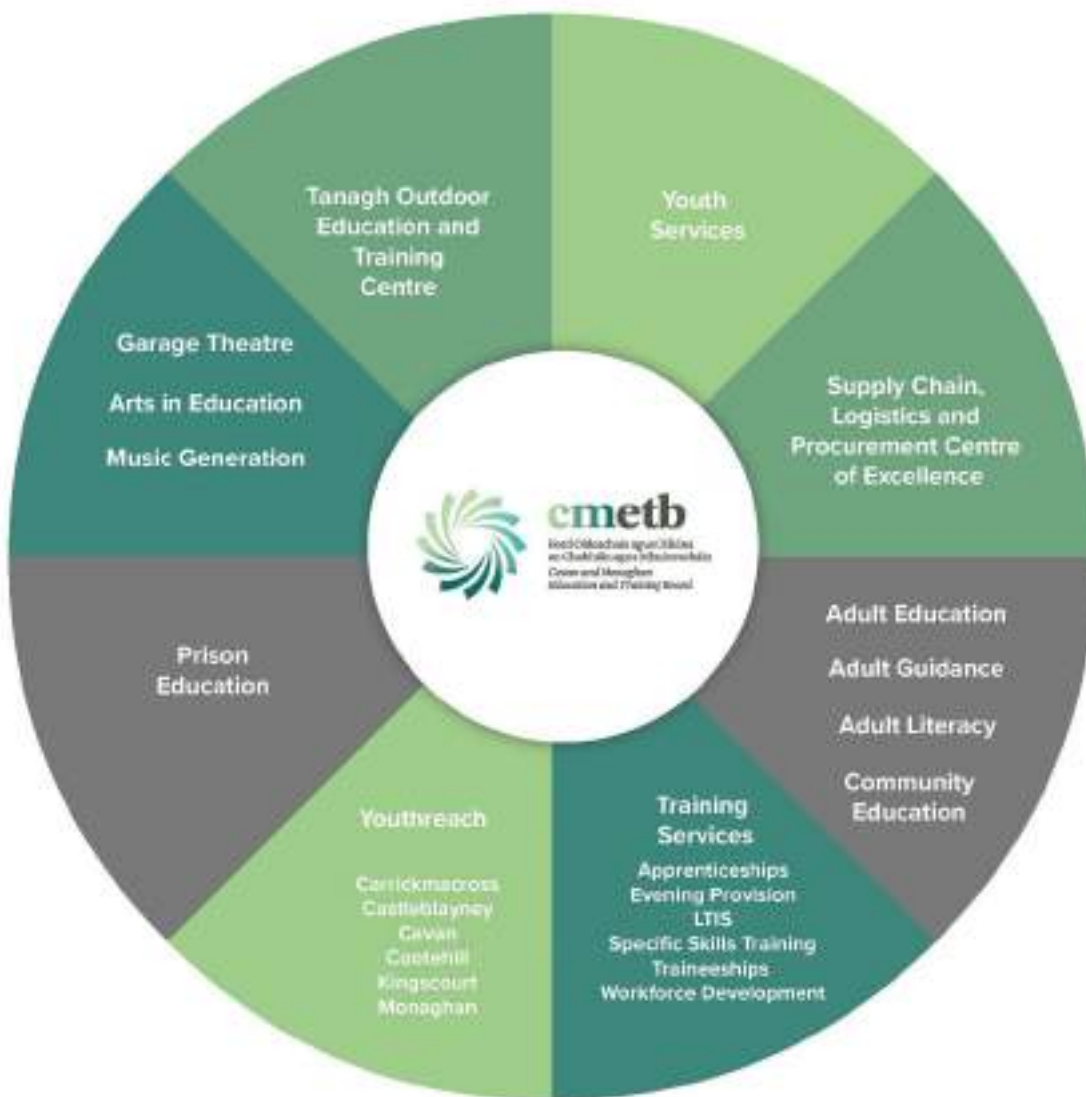 Tanagh Outdoor
Education and
Training
Centre
Youth
Services
Garage Theatre
Arts in Education
Music Generation
Supply Chain,
Logistics and
Procurement Centre
of Excellence
cmetb
Cavan and Monaghan
Education and Training Board
Prison
Education
Adult Education
Adult Guidance
Adult Literacy
Community
Education
Youthreach
Carrickmacross
Castleblayney
Cavan
Cootehill
Kingscourt
Monaghan
Training
Services
Apprenticeships
Evening Provision
LTIS
Specific Skills Training
Traineeships
Workforce Development